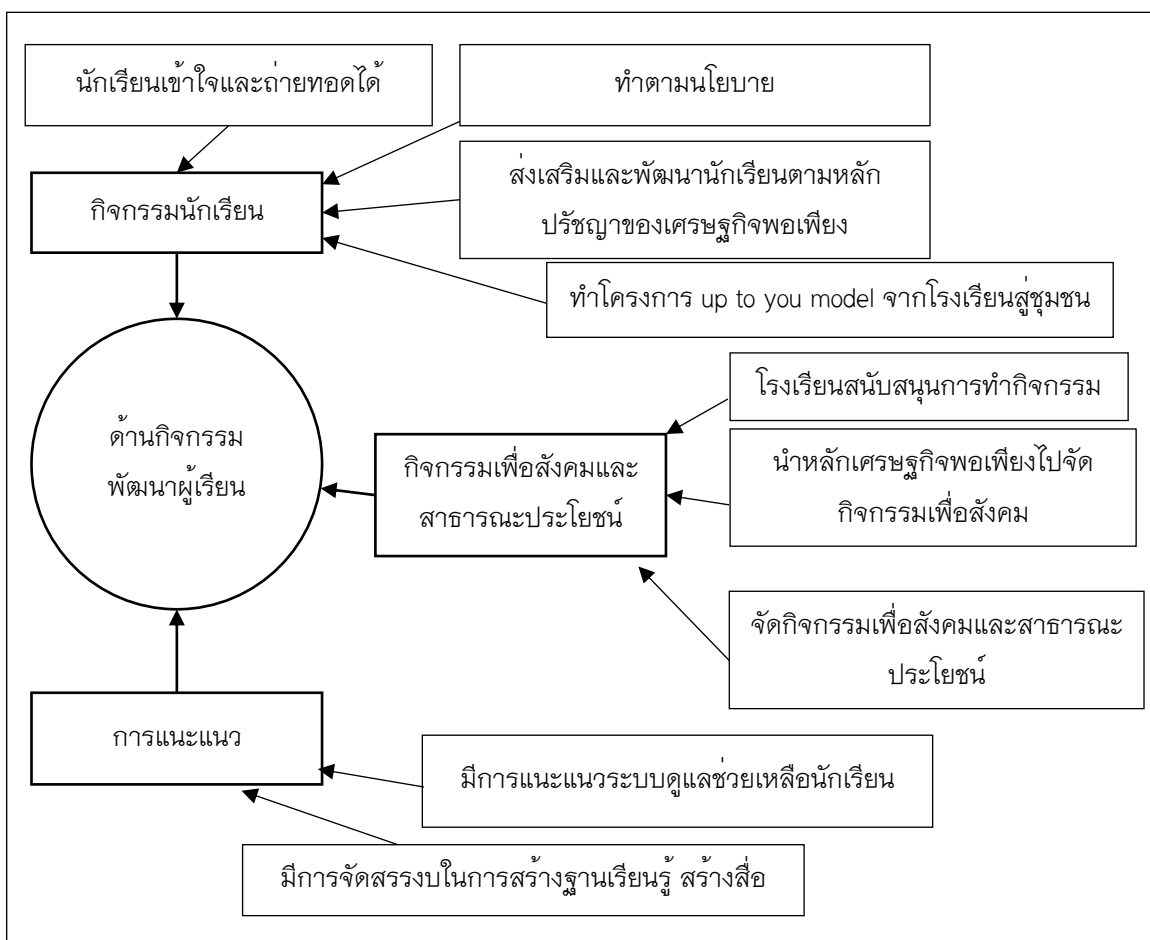 นักเรียนเข้าใจและถ่ายทอดได้
ทำตามนโยบาย
ส่งเสริมและพัฒนานักเรียนตามหลัก
ปรัชญาของเศรษฐกิจพอเพียง
กิจกรรมนักเรียน
ทำโครงการ up to you model จากโรงเรียนสู่ชุมชน
โรงเรียนสนับสนุนการทำกิจกรรม
ด้านกิจกรรม
พัฒนาผู้เรียน
กิจกรรมเพื่อสังคมและ
สาธารณะประโยชน์
นำหลักเศรษฐกิจพอเพียงไปจัด
กิจกรรมเพื่อสังคม
จัดกิจกรรมเพื่อสังคมและสาธารณะ
ประโยชน์
การแนะแนว
มีการแนะแนวระบบดูแลช่วยเหลือนักเรียน
มีการจัดสรรงบในการสร้างฐานเรียนรู้ สร้างสื่อ